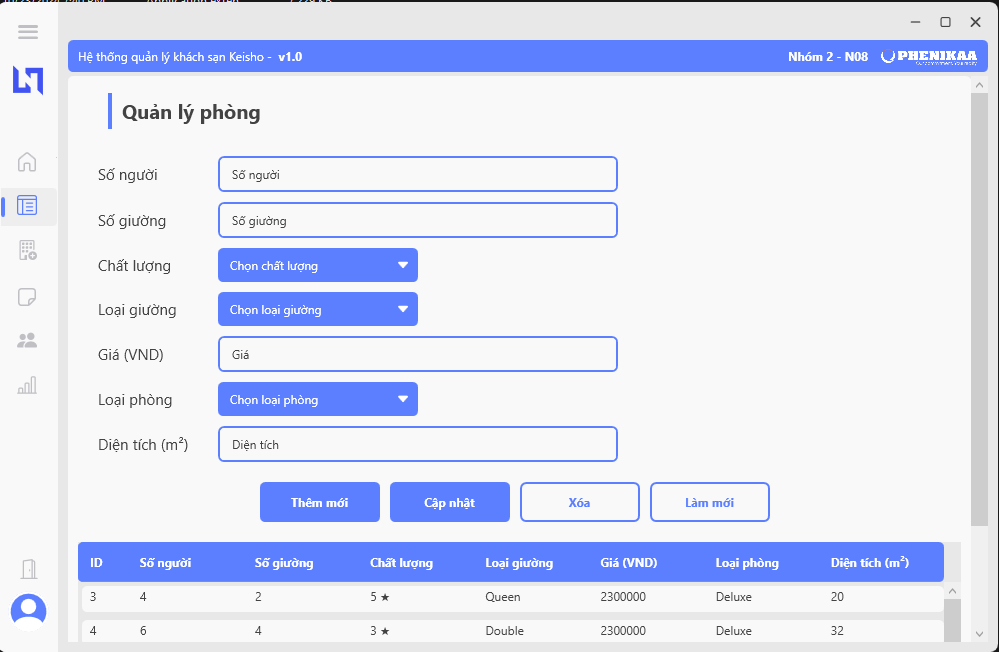 Hệ thống quản lý khách sạn Keisho - v1.0
Nhóm 2 - N08 PHENIKAA
Quản lý phòng
Số người Số người
Số giường Số giường
Chất lượng Chọn chất lượng
Loại giường Chọn loại giường
Giá (VND) Giá
Loại phòng Chọn loại phòng
Diện tích (m²) Diện tích
Thêm mới Cập nhật Xóa Làm mới
ID Số người Số giường Chất lượng Loại giường Giá (VND) Loại phòng Diện tích (m²)
3 4 2 5 ★ Queen 2300000 Deluxe 20
4 6 4 3 ★ Double 2300000 Deluxe 32